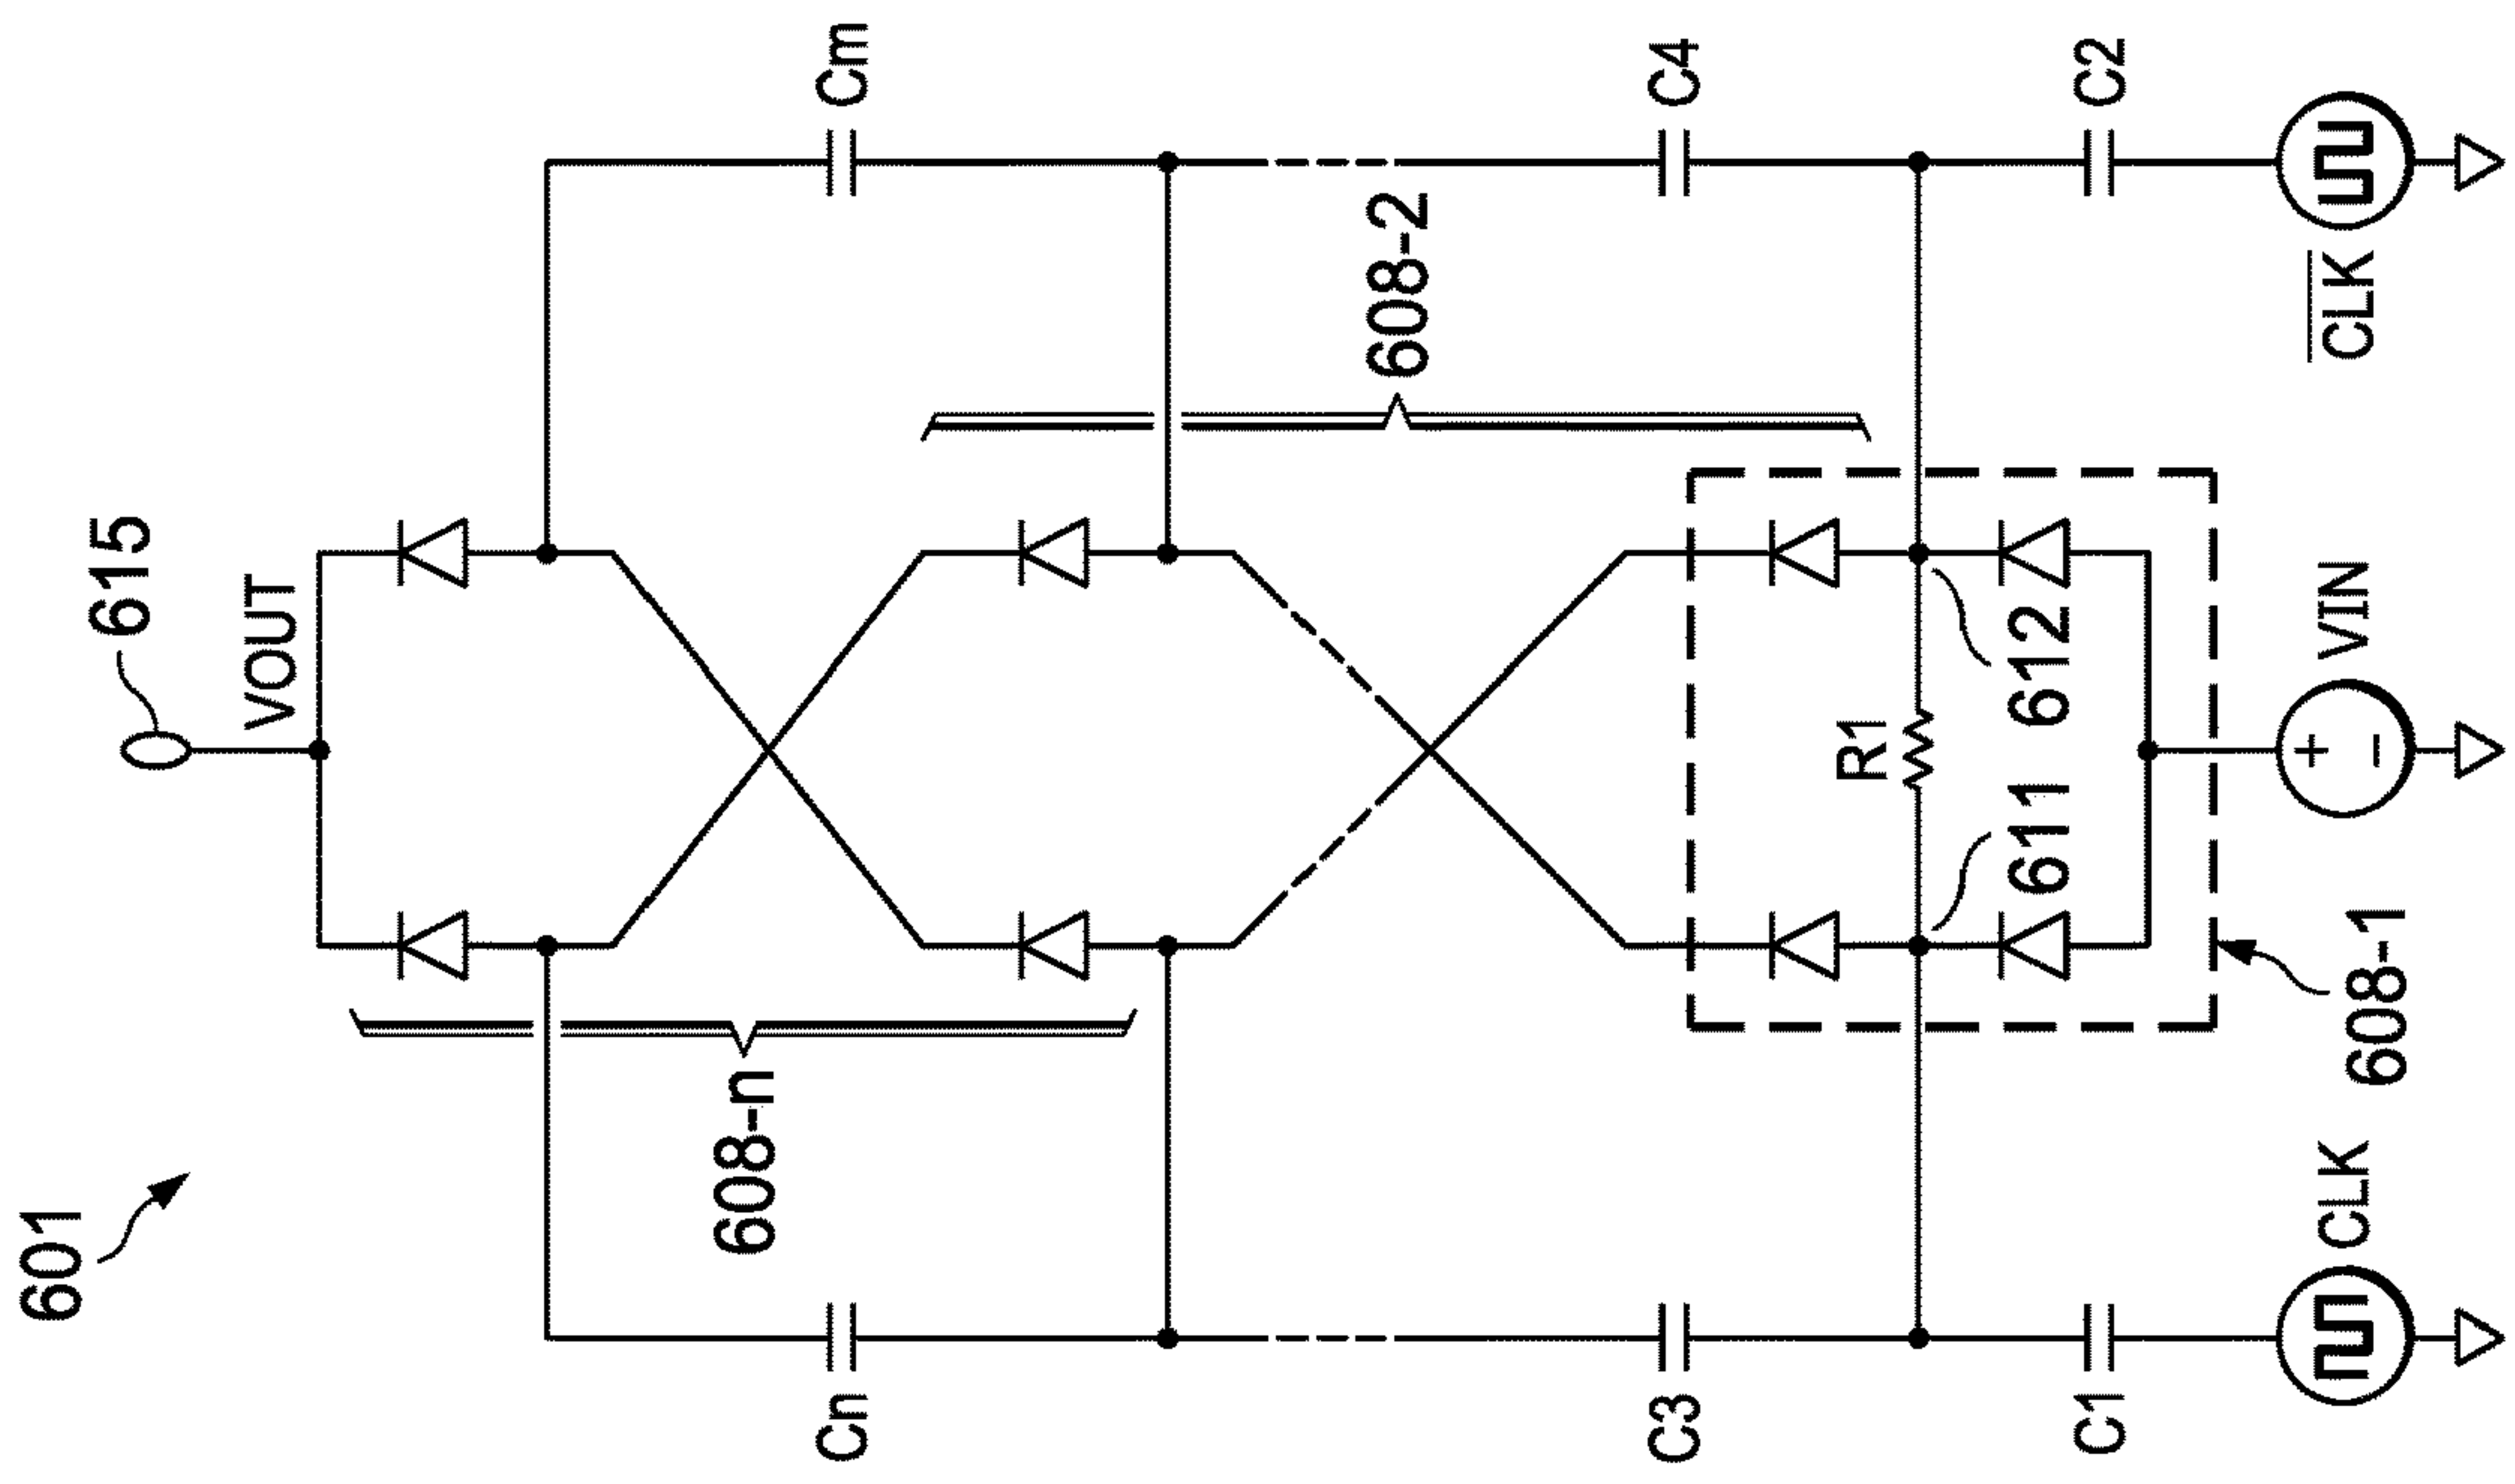 601
615
VOUT
Cn
Cm
608-n
608-2
C3
C4
R1
611
612
C1
C2
608-1
CLK
VIN
CLK
+
-